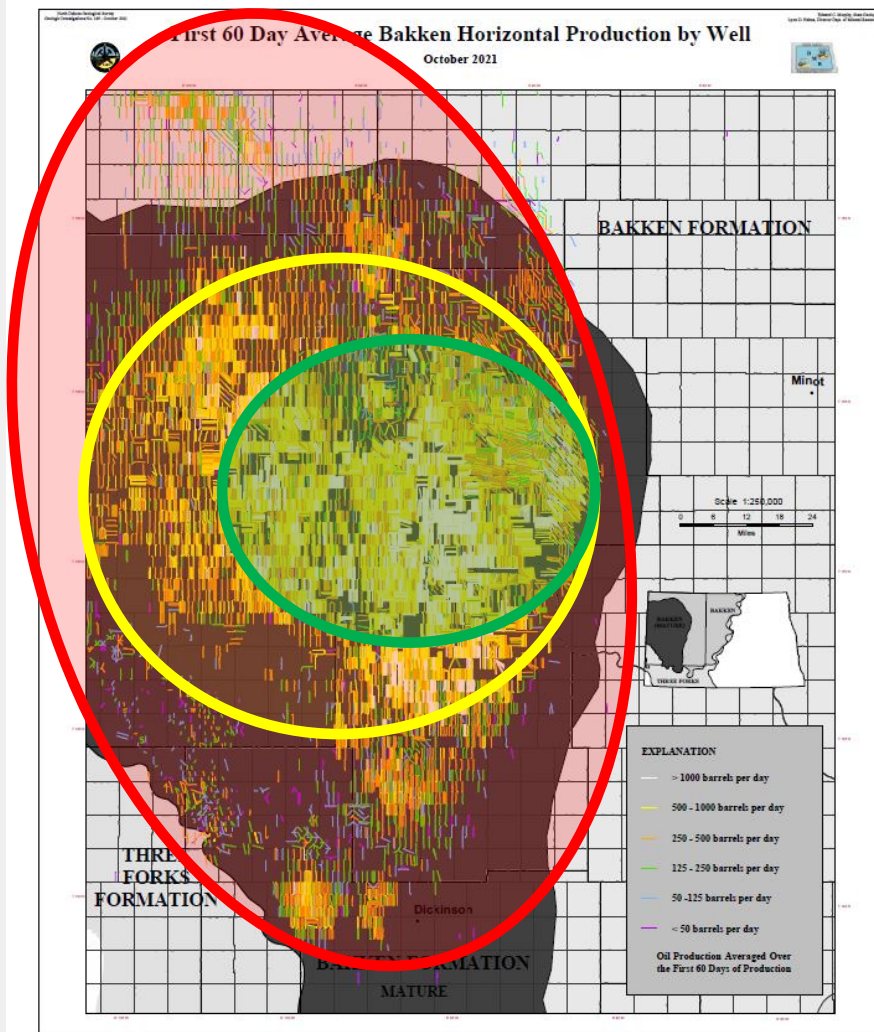 First 60 Day Average Bakken Horizontal Production by Well
October 2021
BAKKEN FORMATION
Minot
Scale 1:250,000
0 6 12 18 24
Miles
BAKKEN
(MATURE)
BAKKEN
THREE FORKS
EXPLANATION
> 1000 barrels per day
500 - 1000 barrels per day
250 - 500 barrels per day
125 - 250 barrels per day
50 -125 barrels per day
< 50 barrels per day
Oil Production Averaged Over
the First 60 Days of Production
THREE
FORKS
FORMATION
Dickinson
BAKKEN FORMATION
MATURE